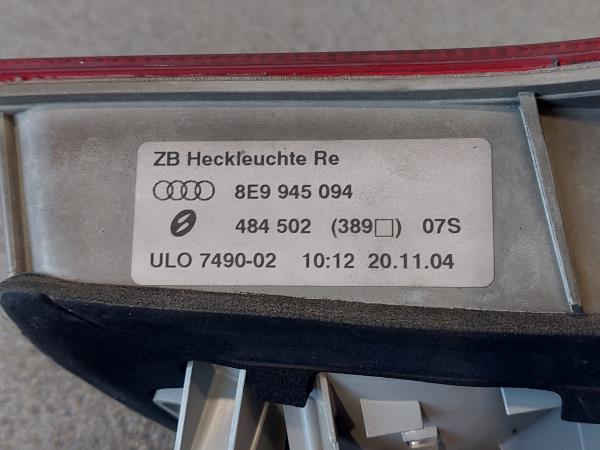 ZB Heckleuchte Re
8E9 945 094
484 502 (389□) 07S
ULO 7490-02 10:12 20.11.04